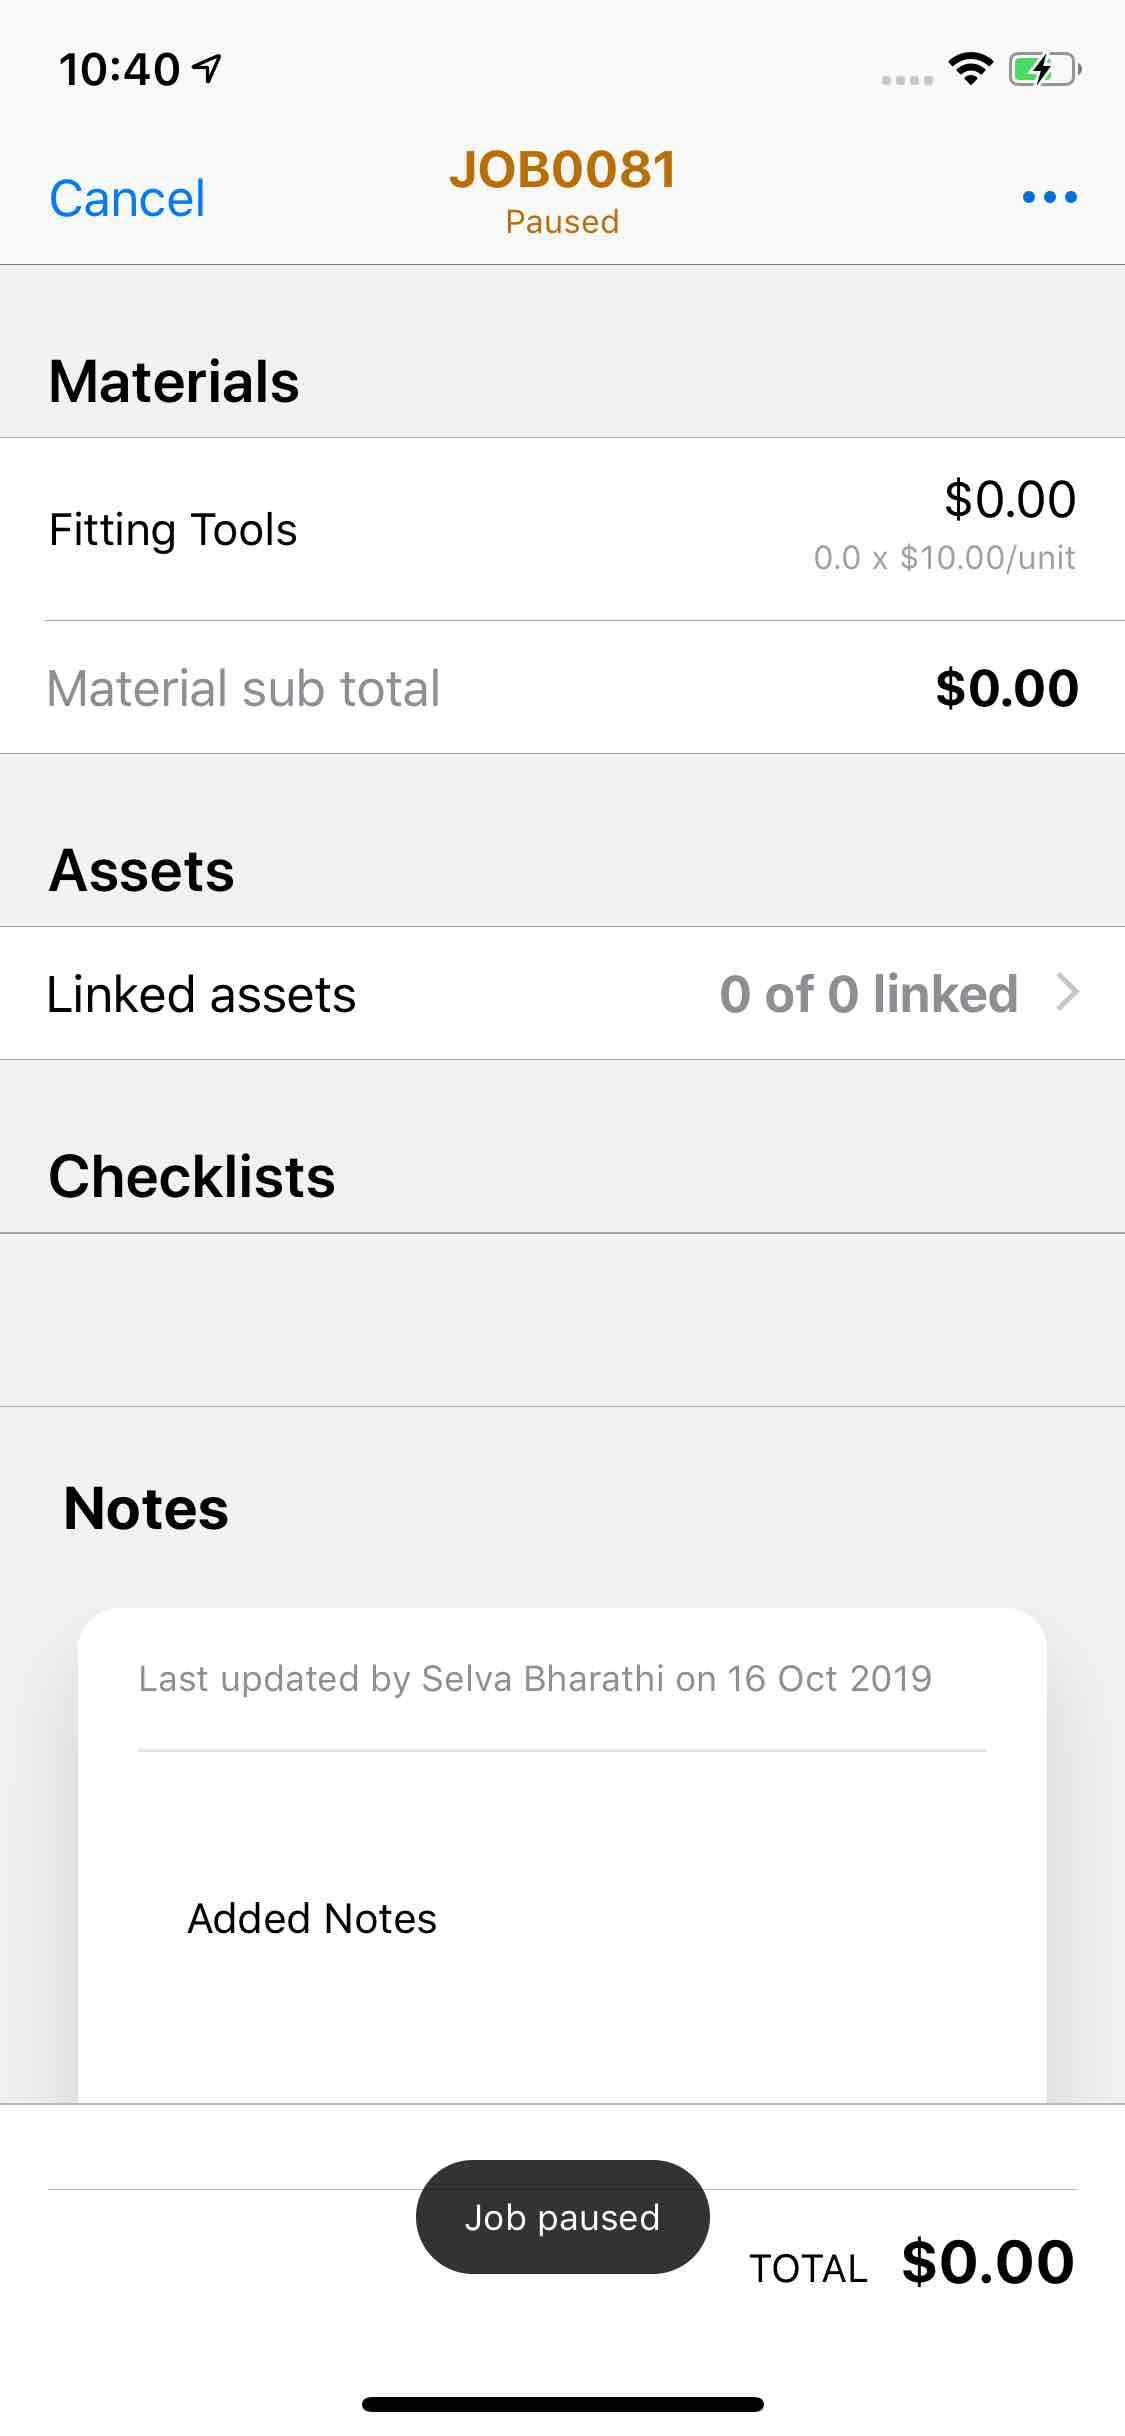 10:40
Cancel
JOB0081
Paused
Materials
Fitting Tools
$0.00
0.0 x $10.00/unit
Material sub total
$0.00
Assets
Linked assets
0 of 0 linked
Checklists
Notes
Last updated by Selva Bharathi on 16 Oct 2019
Added Notes
Job paused
TOTAL $0.00